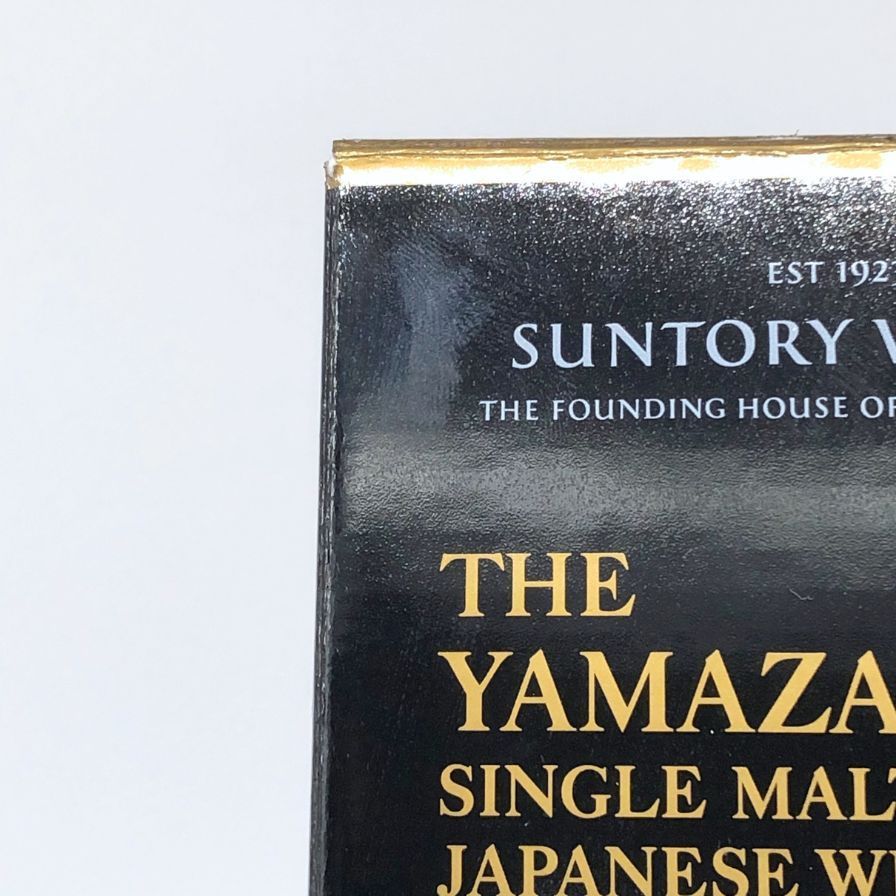 EST 192
SUNTORY
THE FOUNDING HOUSE OF
THE
YAMAZA
SINGLE MALT
JAPANESE W